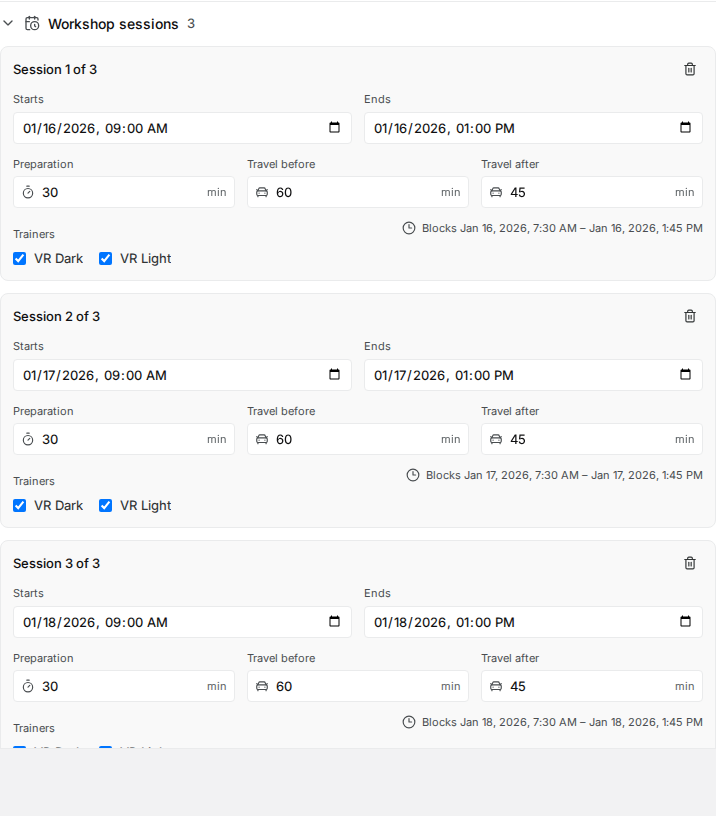 Workshop sessions 3
Session 1 of 3
Starts Ends
01/16/2026, 09:00 AM 01/16/2026, 01:00 PM
Preparation Travel before Travel after
30 min 60 min 45 min
Blocks Jan 16, 2026, 7:30 AM – Jan 16, 2026, 1:45 PM
Trainers
VR Dark VR Light
Session 2 of 3
Starts Ends
01/17/2026, 09:00 AM 01/17/2026, 01:00 PM
Preparation Travel before Travel after
30 min 60 min 45 min
Blocks Jan 17, 2026, 7:30 AM – Jan 17, 2026, 1:45 PM
Trainers
VR Dark VR Light
Session 3 of 3
Starts Ends
01/18/2026, 09:00 AM 01/18/2026, 01:00 PM
Preparation Travel before Travel after
30 min 60 min 45 min
Blocks Jan 18, 2026, 7:30 AM – Jan 18, 2026, 1:45 PM
Trainers